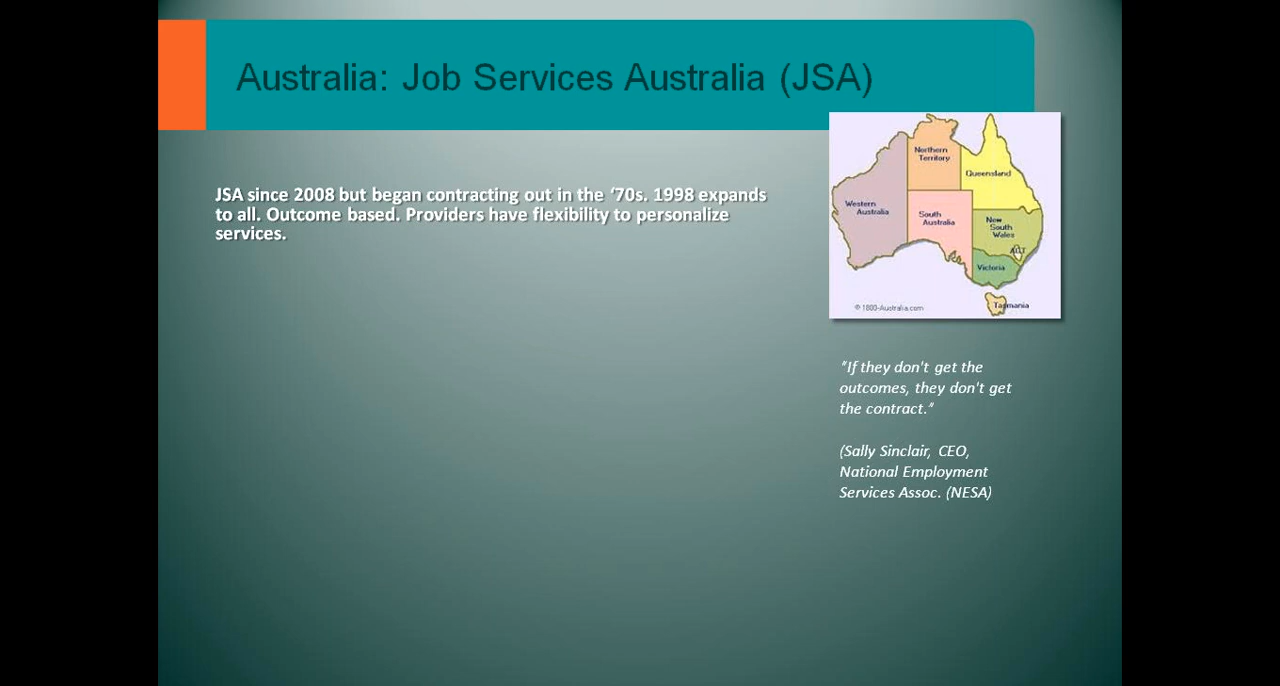 Australia: Job Services Australia (JSA)
JSA since 2008 but began contracting out in the ‘70s. 1998 expands
to all. Outcome based. Providers have flexibility to personalize
services.
Northern
Territory
Queensland
Western
Australia
South
Australia
New
South
Wales
ACT
Victoria
Tasmania
© 1800-Australia.com
"If they don't get the
outcomes, they don't get
the contract."
(Sally Sinclair, CEO,
National Employment
Services Assoc. (NESA)